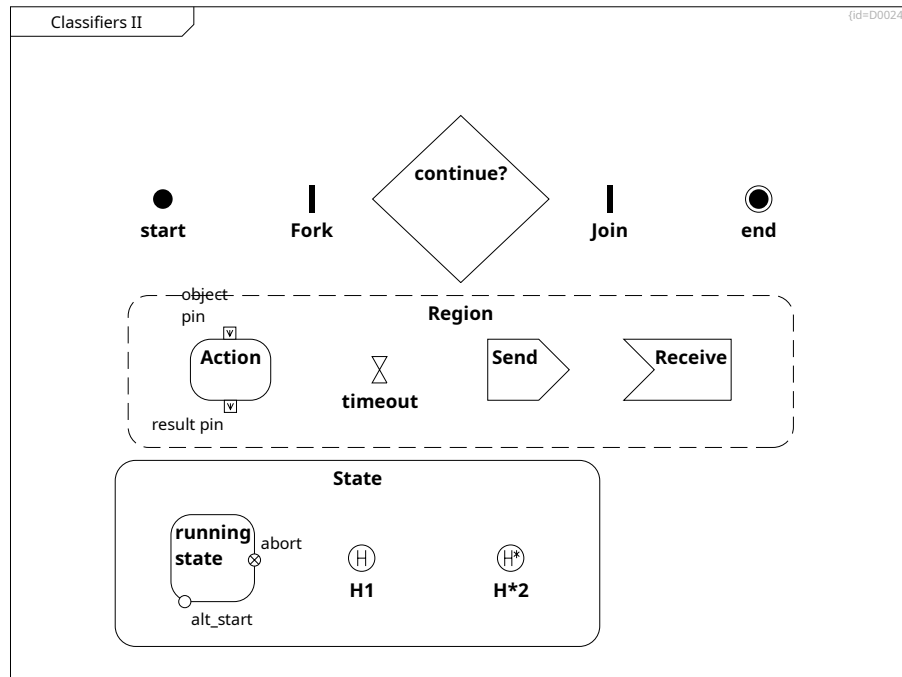 Classifiers II
{id=D0024
continue?
start
Fork
Join
end
object
pin
Region
Action
Send
Receive
timeout
result pin
State
running
state
abort
H
H*
H1
H*2
alt_start